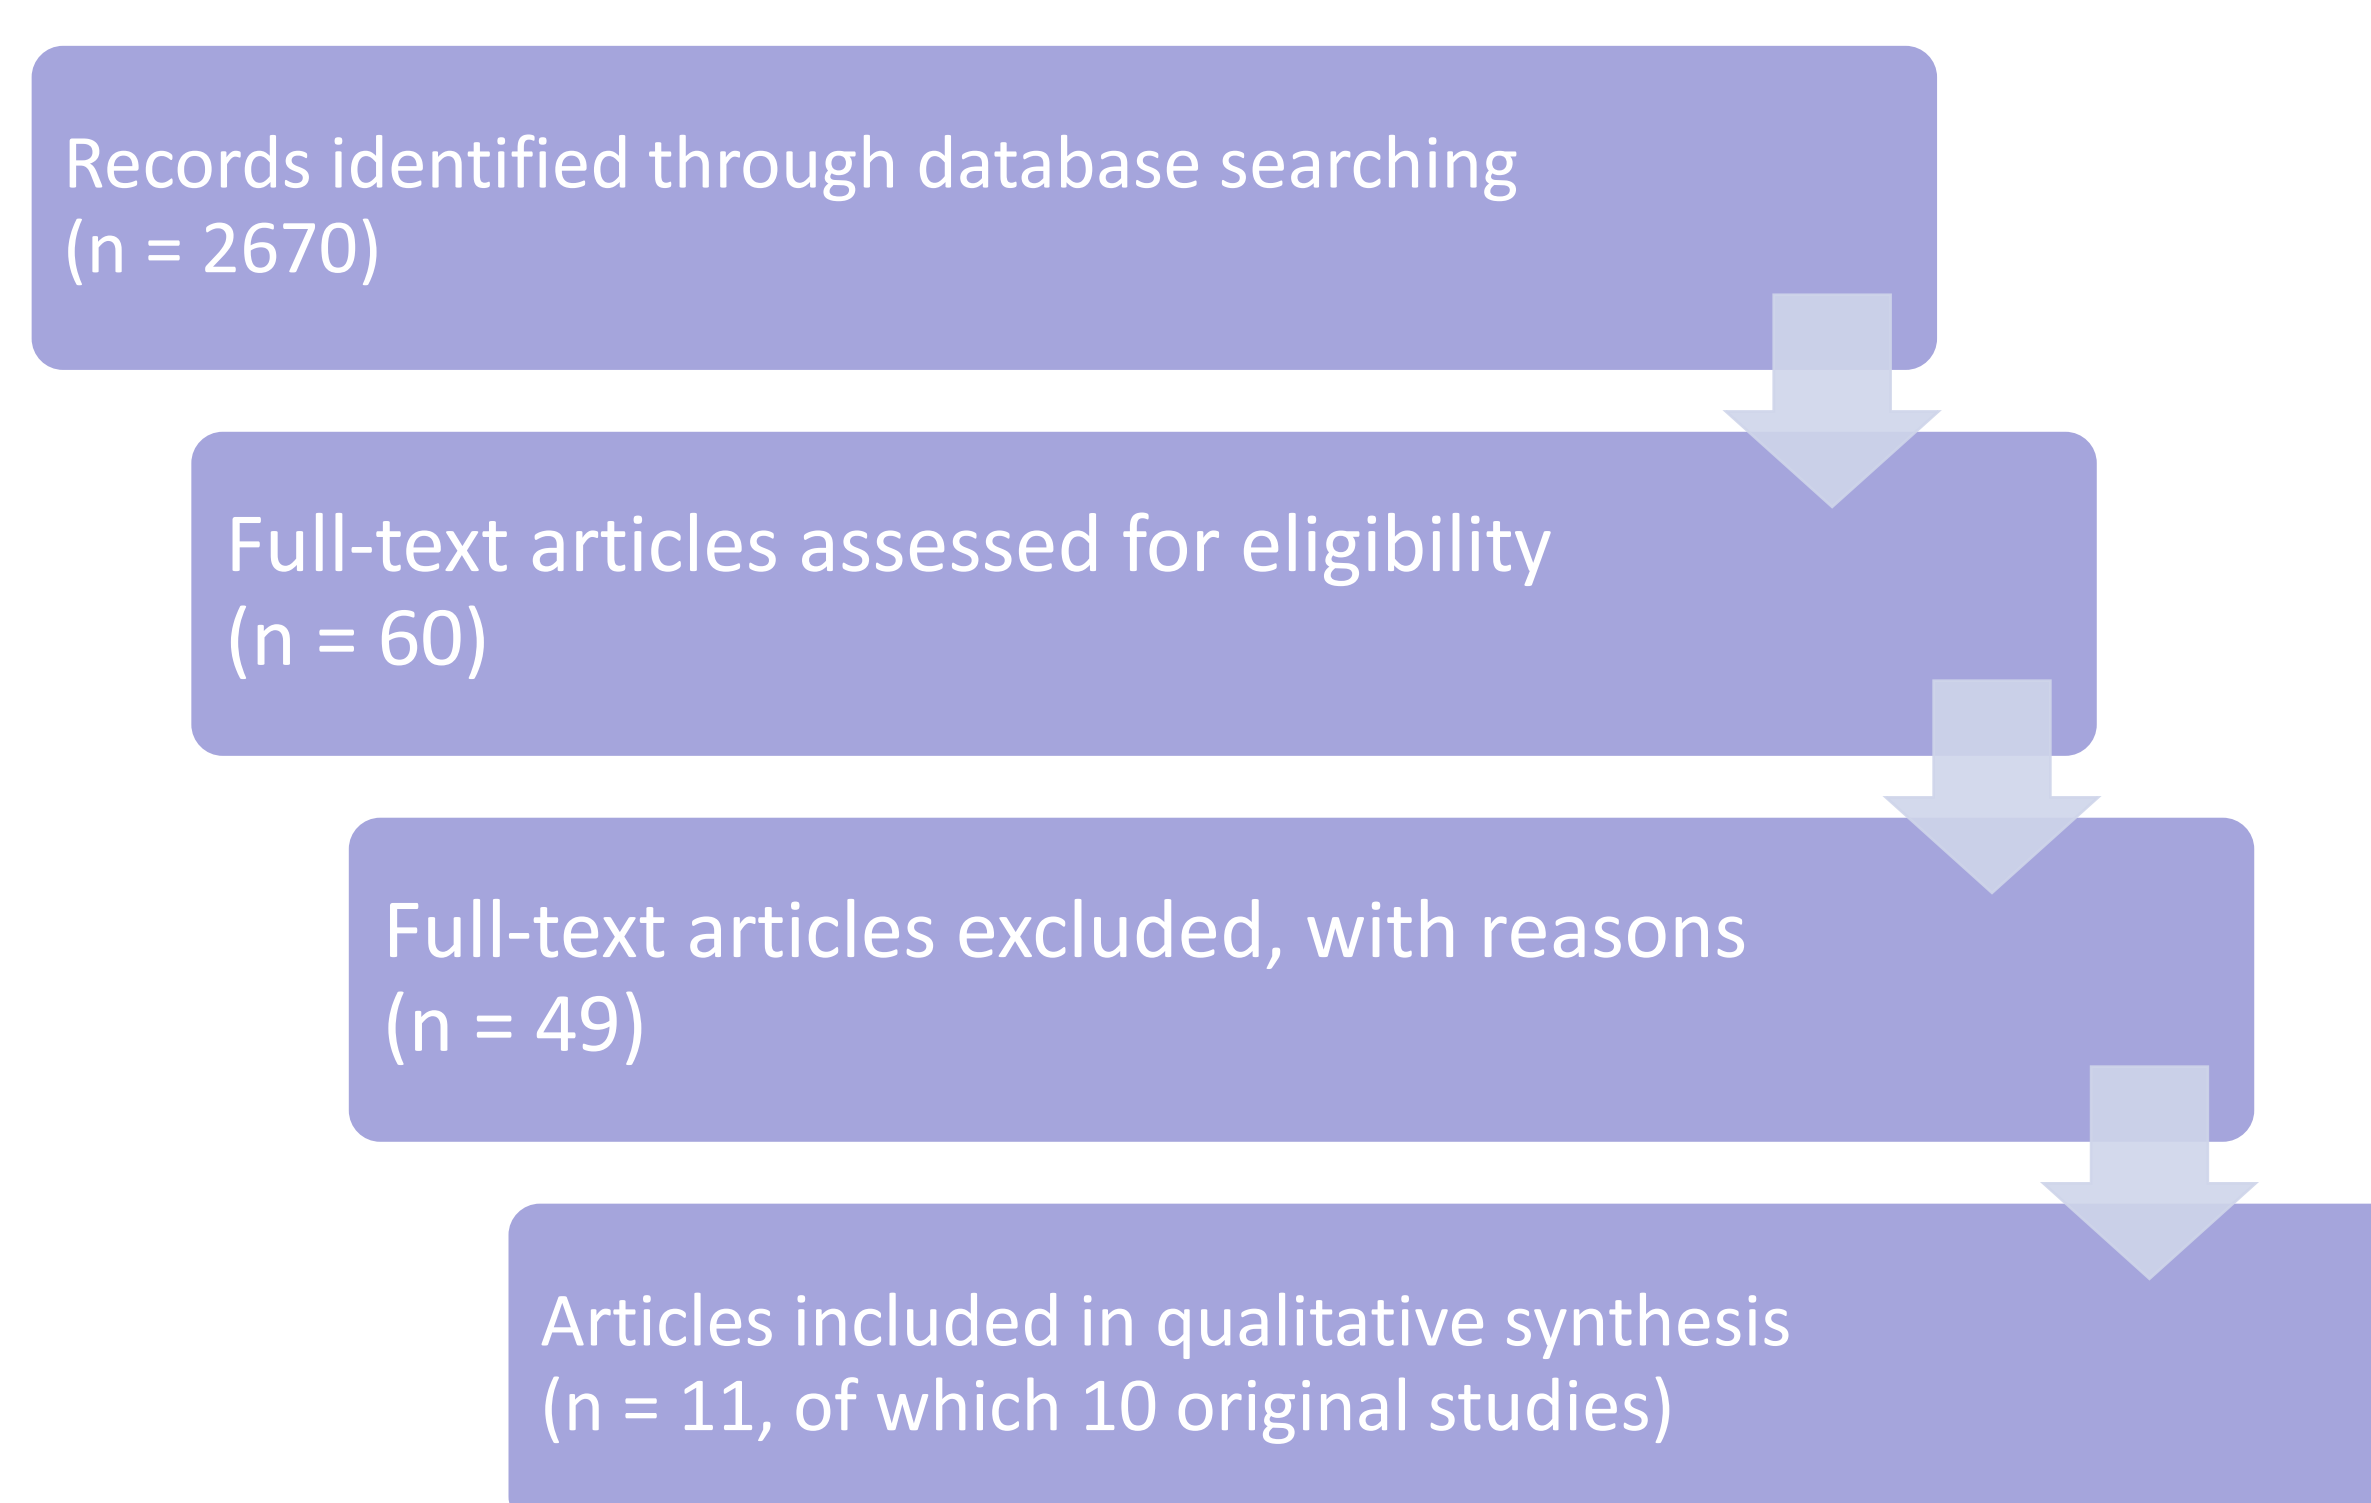 Records identified through database searching
(n = 2670)
Full-text articles assessed for eligibility
(n = 60)
Full-text articles excluded, with reasons
(n = 49)
Articles included in qualitative synthesis
(n = 11, of which 10 original studies)